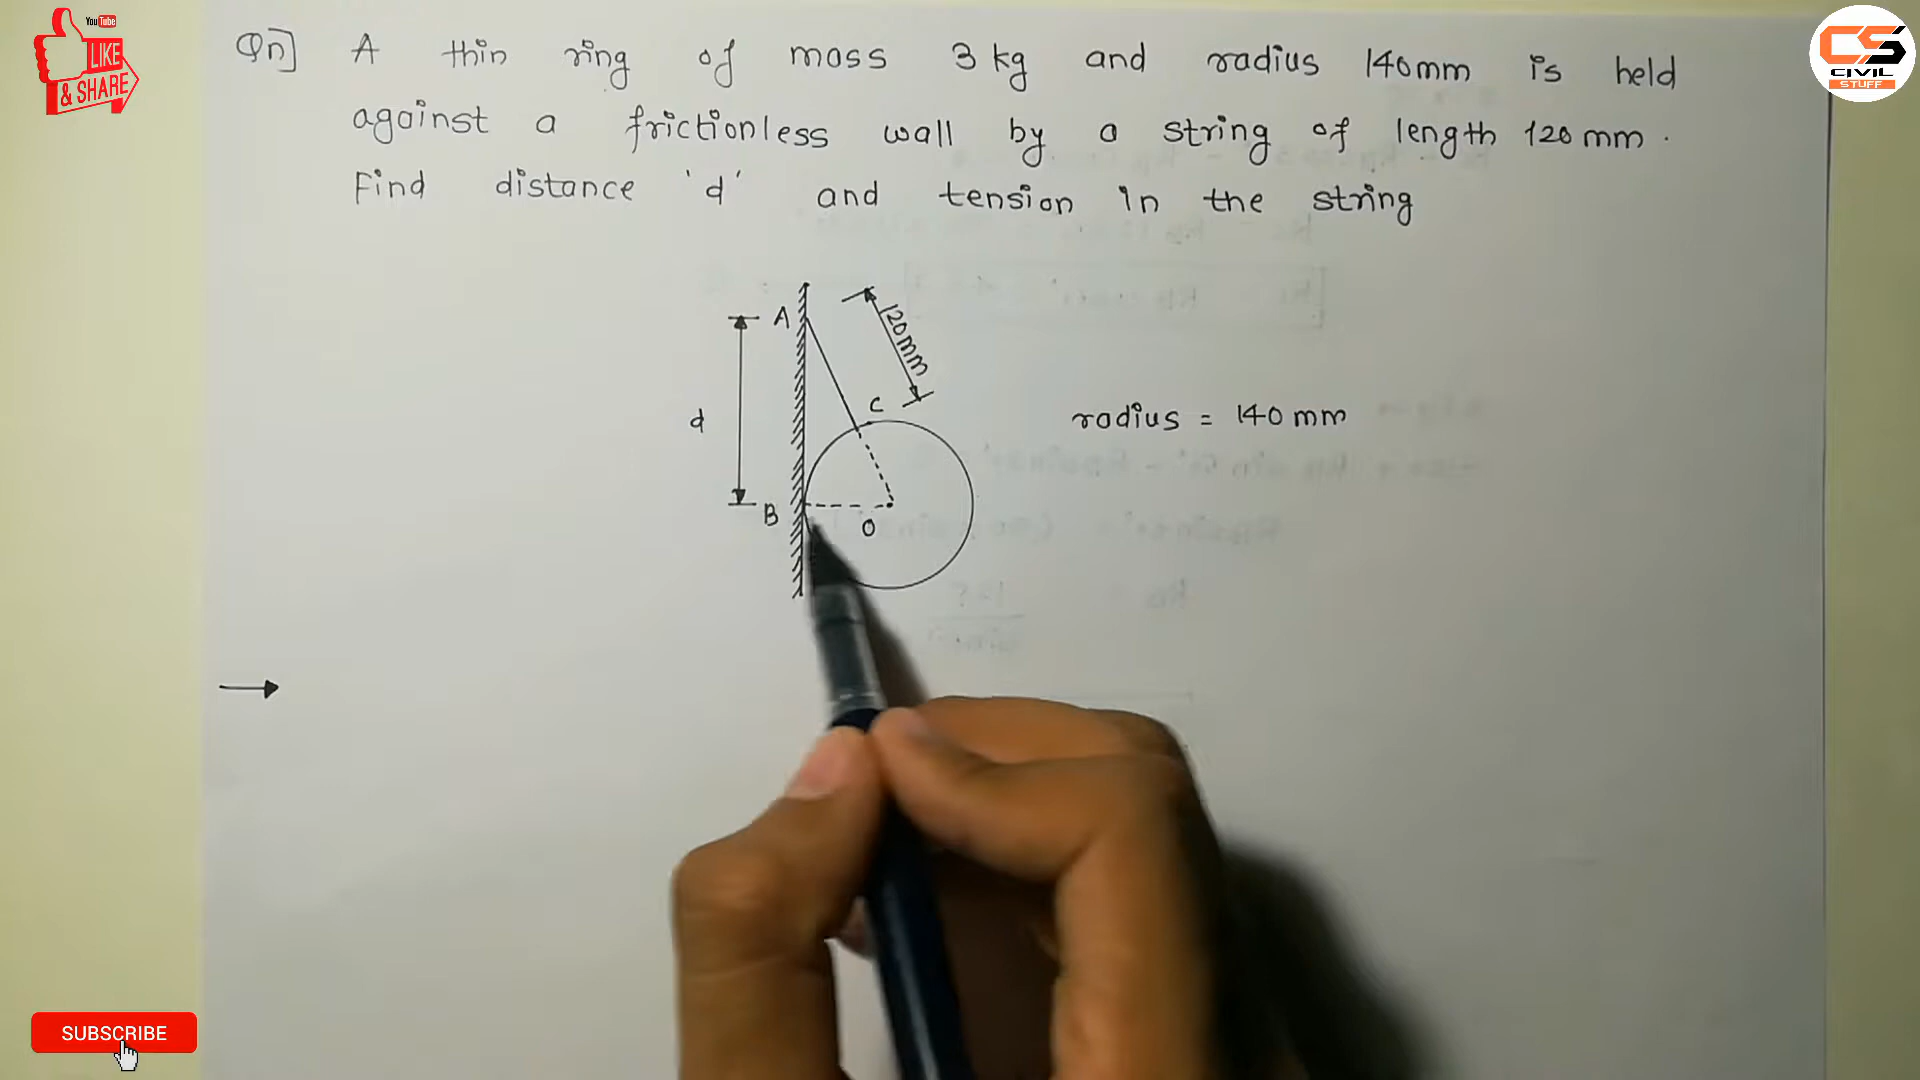 YouTube
LIKE
& SHARE
Qn] A thin ring of mass 3 kg and radius 140mm is held
against a frictionless wall by a string of length 120 mm.
Find distance 'd' and tension in the string
CS
CIVIL
STUFF
A
120mm
C
d
radius = 140 mm
B
O
SUBSCRIBE